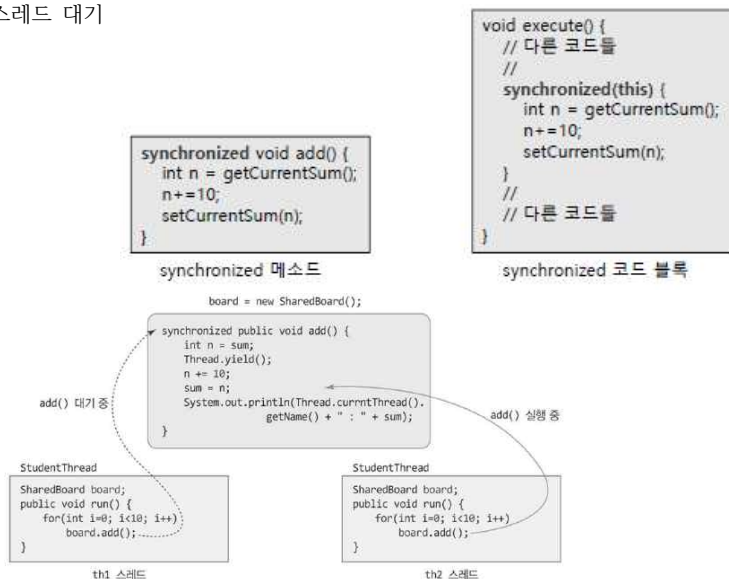 스레드 대기
synchronized void add() {
int n = getCurrentSum();
n+=10;
setCurrentSum(n);
}
synchronized 메소드
void execute() {
// 다른 코드들
//
synchronized(this) {
int n = getCurrentSum();
n+=10;
setCurrentSum(n);
}
//
// 다른 코드들
}
synchronized 코드 블록
board = new SharedBoard();
synchronized public void add() {
int n = sum;
Thread.yield();
n += 10;
sum = n;
System.out.println(Thread.currntThread().
getName() + " : " + sum);
}
add() 대기 중
add() 실행 중
StudentThread
SharedBoard board;
public void run() {
for(int i=0; i<10; i++)
board.add();
}
th1 스레드
StudentThread
SharedBoard board;
public void run() {
for(int i=0; i<10; i++)
board.add();
}
th2 스레드